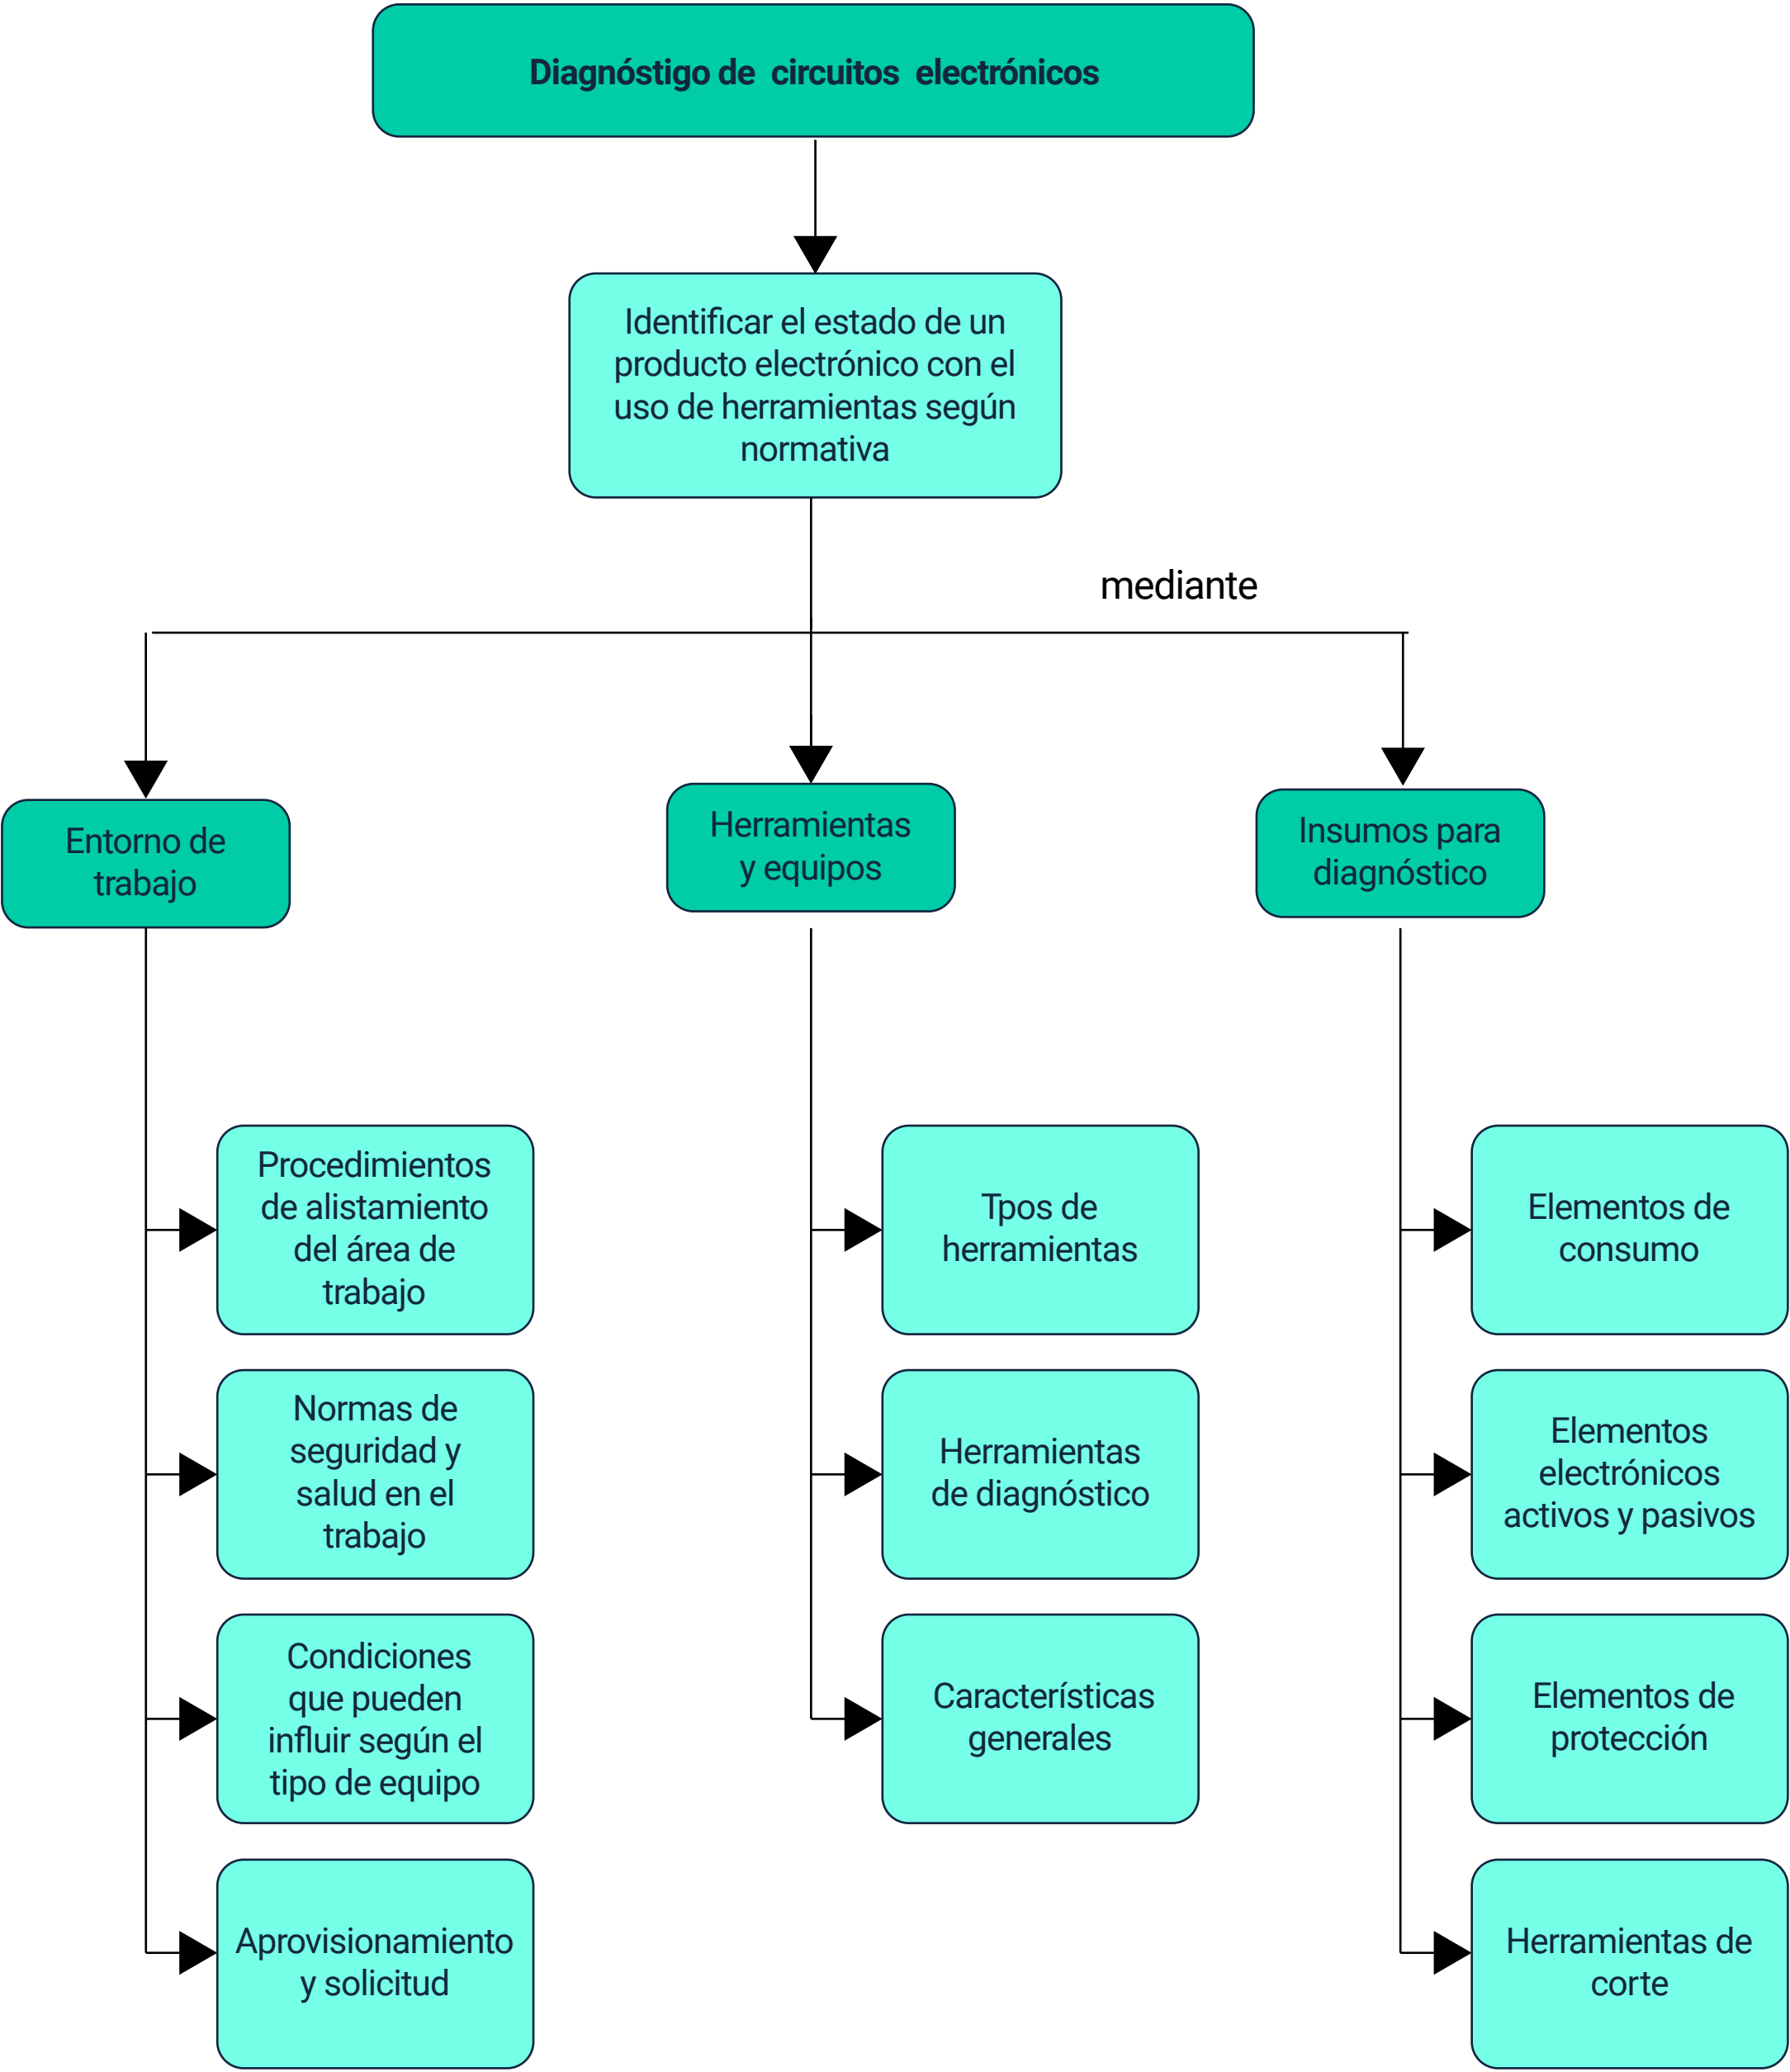 Diagnóstigo de circuitos electrónicos
Identificar el estado de un
producto electrónico con el
uso de herramientas según
normativa
mediante
Entorno de
trabajo
Herramientas
y equipos
Insumos para
diagnóstico
Procedimientos
de alistamiento
del área de
trabajo
Normas de
seguridad y
salud en el
trabajo
Condiciones
que pueden
influir según el
tipo de equipo
Aprovisionamiento
y solicitud
Tpos de
herramientas
Herramientas
de diagnóstico
Características
generales
Elementos de
consumo
Elementos
electrónicos
activos y pasivos
Elementos de
protección
Herramientas de
corte